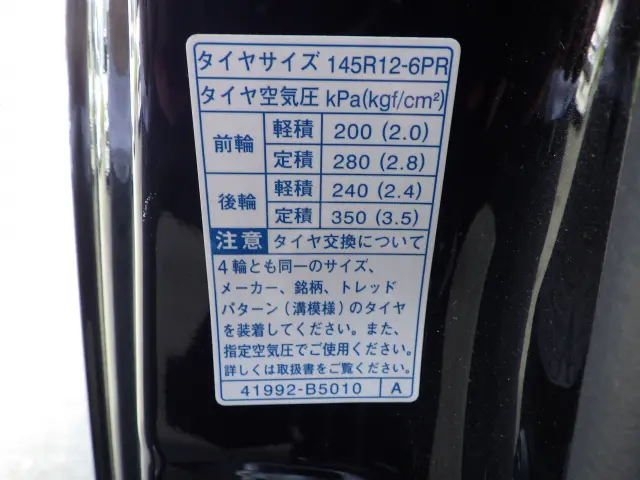 タイヤサイズ 145R12-6PR
タイヤ空気圧 kPa(kgf/cm²)
前輪 軽積 200 (2.0)
定積 280 (2.8)
後輪 軽積 240 (2.4)
定積 350 (3.5)
注意 タイヤ交換について
4輪とも同一のサイズ、
メーカー、銘柄、トレッド
パターン(溝模様)のタイヤ
を装着してください。また、
指定空気圧でご使用ください。
詳しくは取扱書をご覧ください。
41992-B5010 A